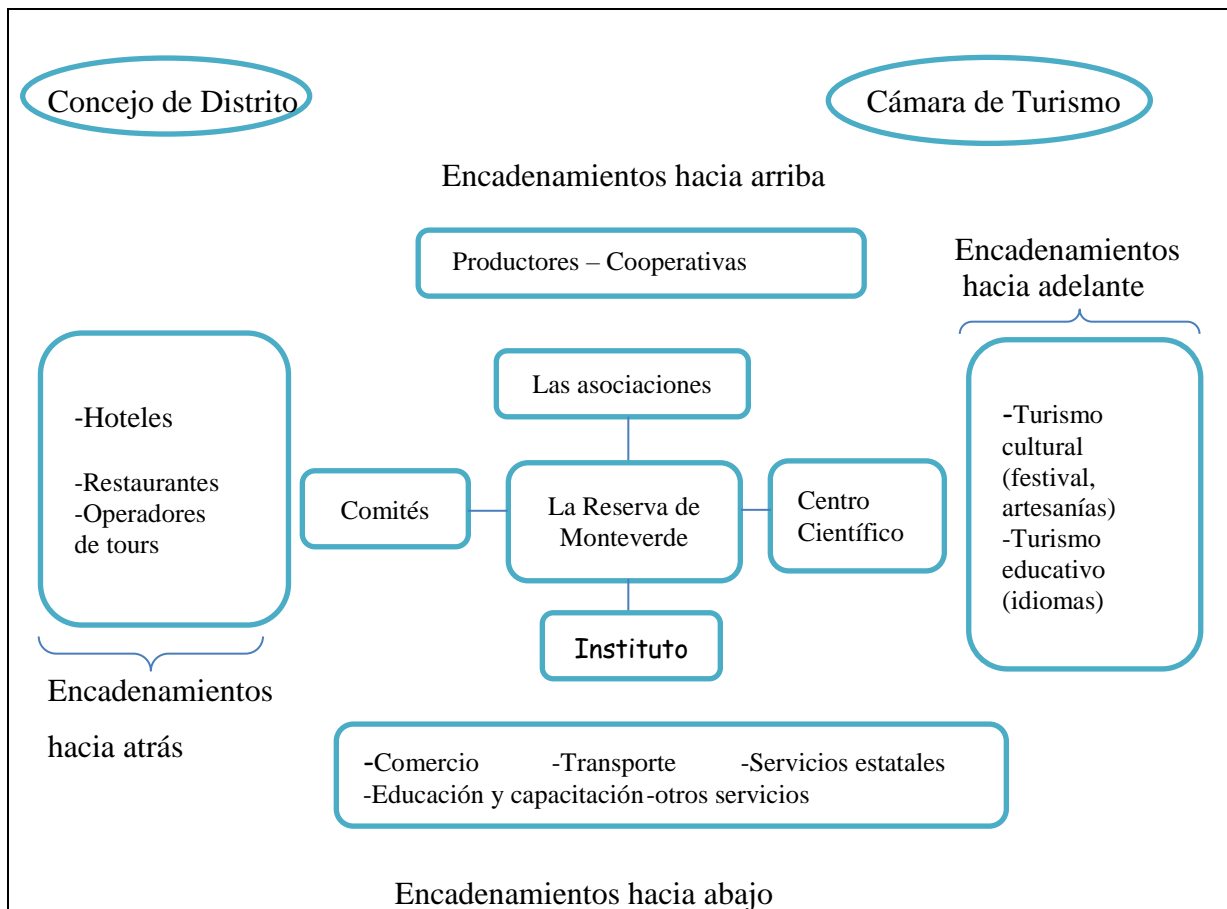 Concejo de Distrito
Cámara de Turismo
Encadenamientos hacia arriba
Productores – Cooperativas
Encadenamientos
hacia adelante
Las asociaciones
-Hoteles
-Restaurantes
-Operadores
de tours
Comités
La Reserva de
Monteverde
Centro
Científico
-Turismo
cultural
(festival,
artesanías)
-Turismo
educativo
(idiomas)
Instituto
Encadenamientos
hacia atrás
-Comercio -Transporte -Servicios estatales
-Educación y capacitación-otros servicios
Encadenamientos hacia abajo